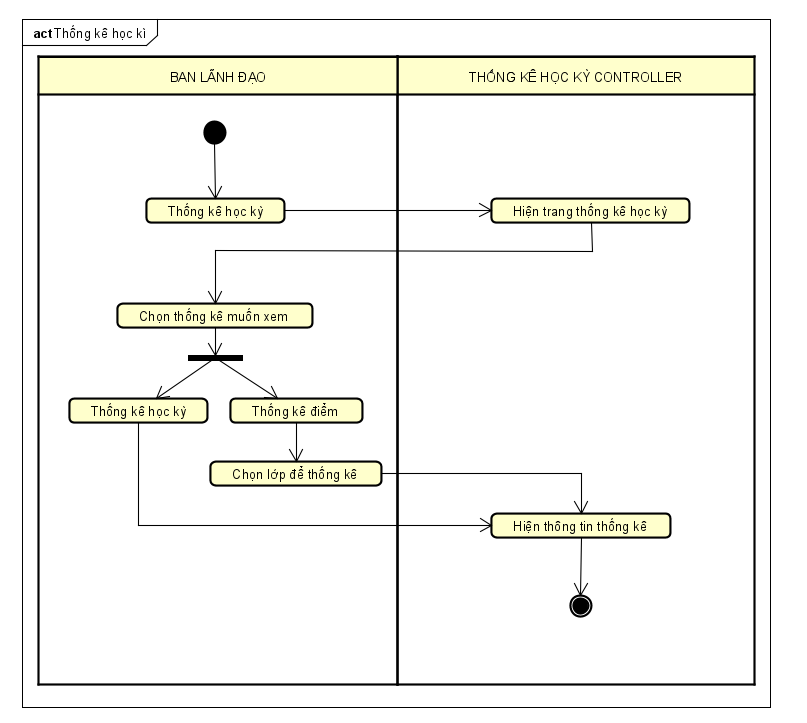 act Thống kê học kì
BAN LÃNH ĐẠO
THỐNG KÊ HỌC KỲ CONTROLLER
Thống kê học kỳ
Hiện trang thống kê học kỳ
Chọn thống kê muốn xem
Thống kê học kỳ
Thống kê điểm
Chọn lớp để thống kê
Hiện thông tin thống kê